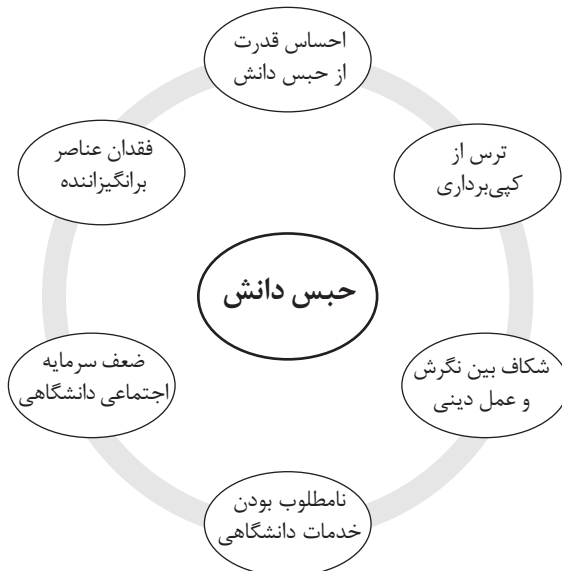 احساس قدرت
از حبس دانش
ترس از
کپی‌برداری
فقدان عناصر
برانگیزاننده
حبس دانش
شکاف بین نگرش
و عمل دینی
ضعف سرمایه
اجتماعی دانشگاهی
نامطلوب بودن
خدمات دانشگاهی